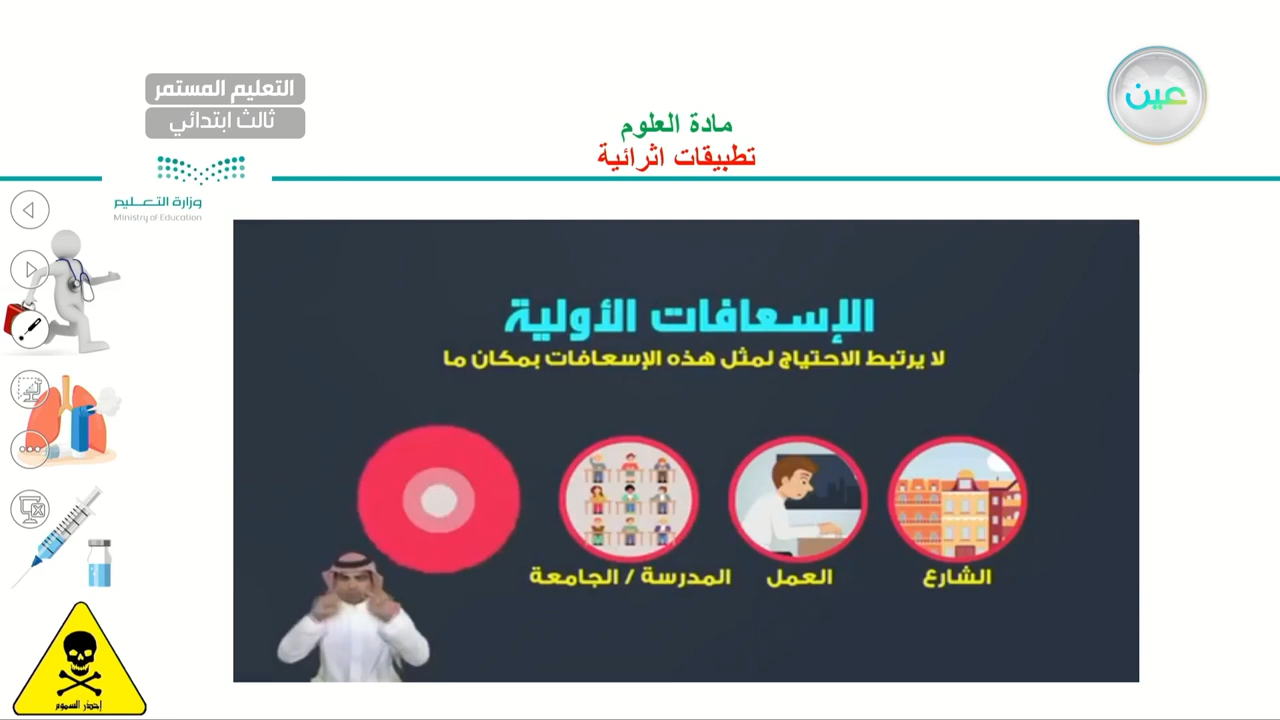 عين
التعليم المستمر
ثالث ابتدائي
مادة العلوم
تطبيقات اثرائية
وزارة التعـــليم
Ministry of Education
الإسعافات الأولية
لا يرتبط الاحتياج لمثل هذه الإسعافات بمكان ما
الشارع
العمل
المدرسة / الجامعة
إحذر السموم